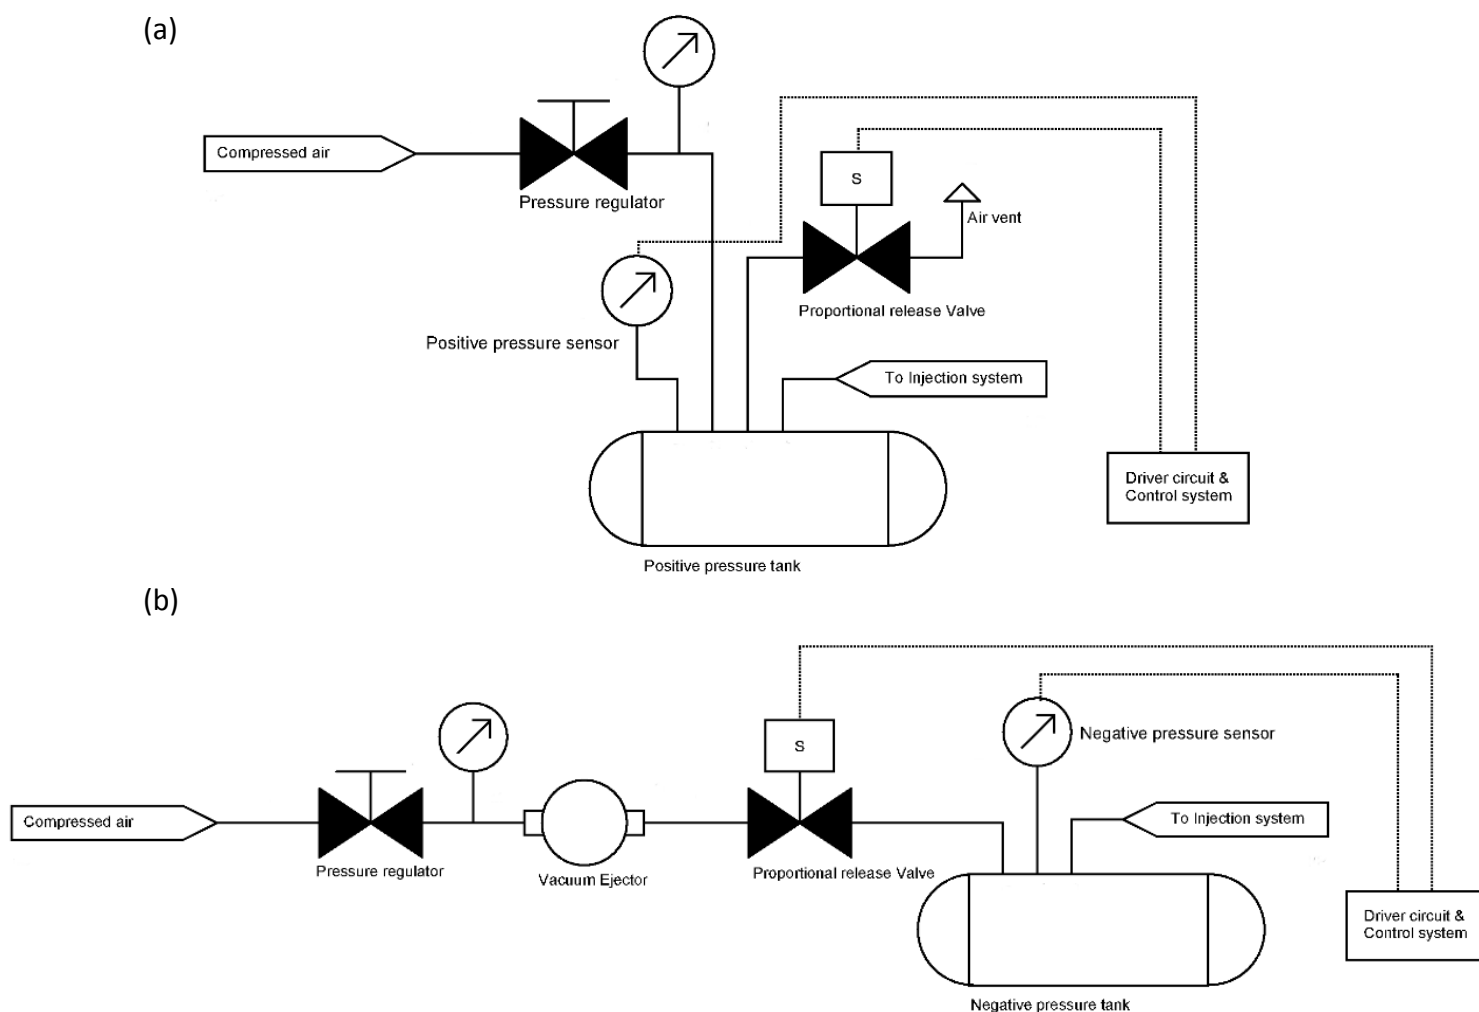 (a)
Compressed air
Pressure regulator
S
Air vent
Proportional release Valve
Positive pressure sensor
To Injection system
Driver circuit &
Control system
Positive pressure tank
(b)
S
Negative pressure sensor
Compressed air
To Injection system
Pressure regulator
Vacuum Ejector
Proportional release Valve
Driver circuit &
Control system
Negative pressure tank